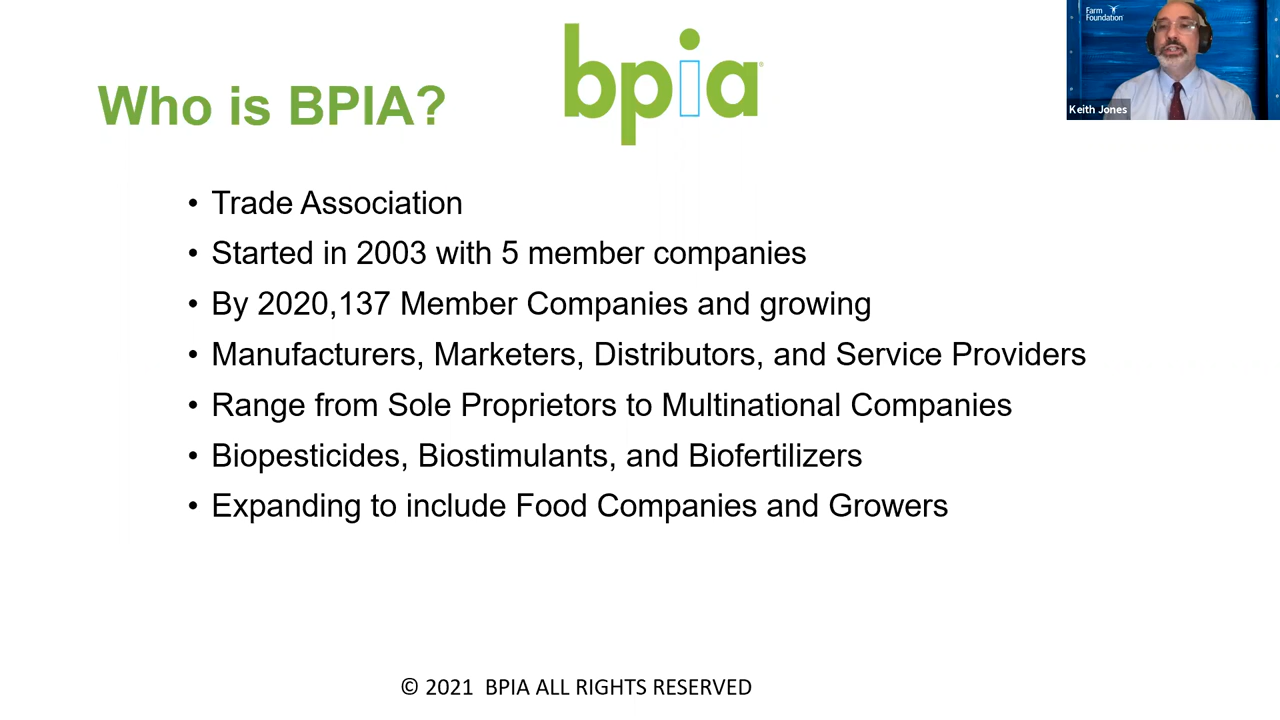 bpia
Farm
Foundation
Keith Jones
Who is BPIA?
• Trade Association
• Started in 2003 with 5 member companies
• By 2020,137 Member Companies and growing
• Manufacturers, Marketers, Distributors, and Service Providers
• Range from Sole Proprietors to Multinational Companies
• Biopesticides, Biostimulants, and Biofertilizers
• Expanding to include Food Companies and Growers
© 2021 BPIA ALL RIGHTS RESERVED